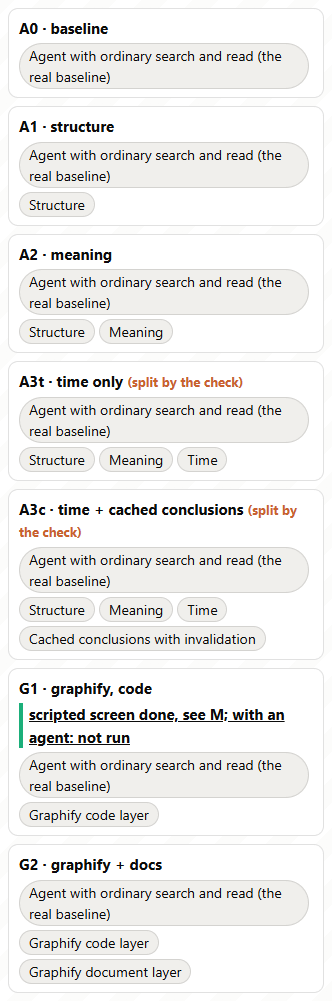 A0 · baseline
Agent with ordinary search and read (the
real baseline)
A1 · structure
Agent with ordinary search and read (the
real baseline)
Structure
A2 · meaning
Agent with ordinary search and read (the
real baseline)
Structure Meaning
A3t · time only (split by the check)
Agent with ordinary search and read (the
real baseline)
Structure Meaning Time
A3c · time + cached conclusions (split by
the check)
Agent with ordinary search and read (the
real baseline)
Structure Meaning Time
Cached conclusions with invalidation
G1 · graphify, code
scripted screen done, see M; with an
agent: not run
Agent with ordinary search and read (the
real baseline)
Graphify code layer
G2 · graphify + docs
Agent with ordinary search and read (the
real baseline)
Graphify code layer
Graphify document layer